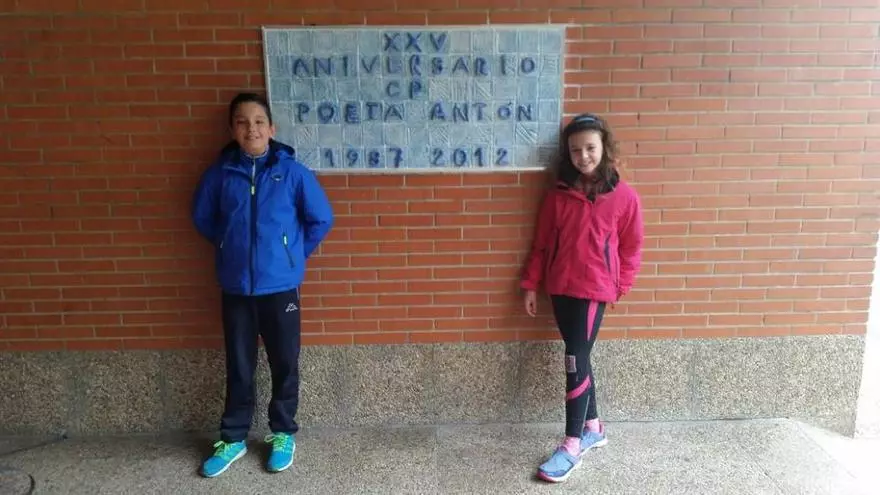 XXV
ANIVERSARIO
CP
POETA ANTÓN
1987 2012